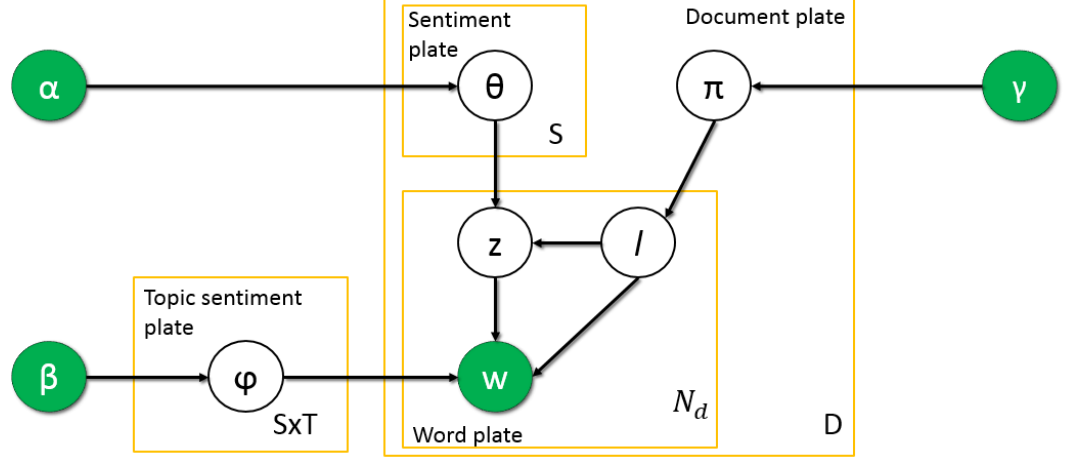 Sentiment
plate
Document plate
α
θ
π
γ
S
z
l
Topic sentiment
plate
β
φ
w
SxT
N_d
D
Word plate